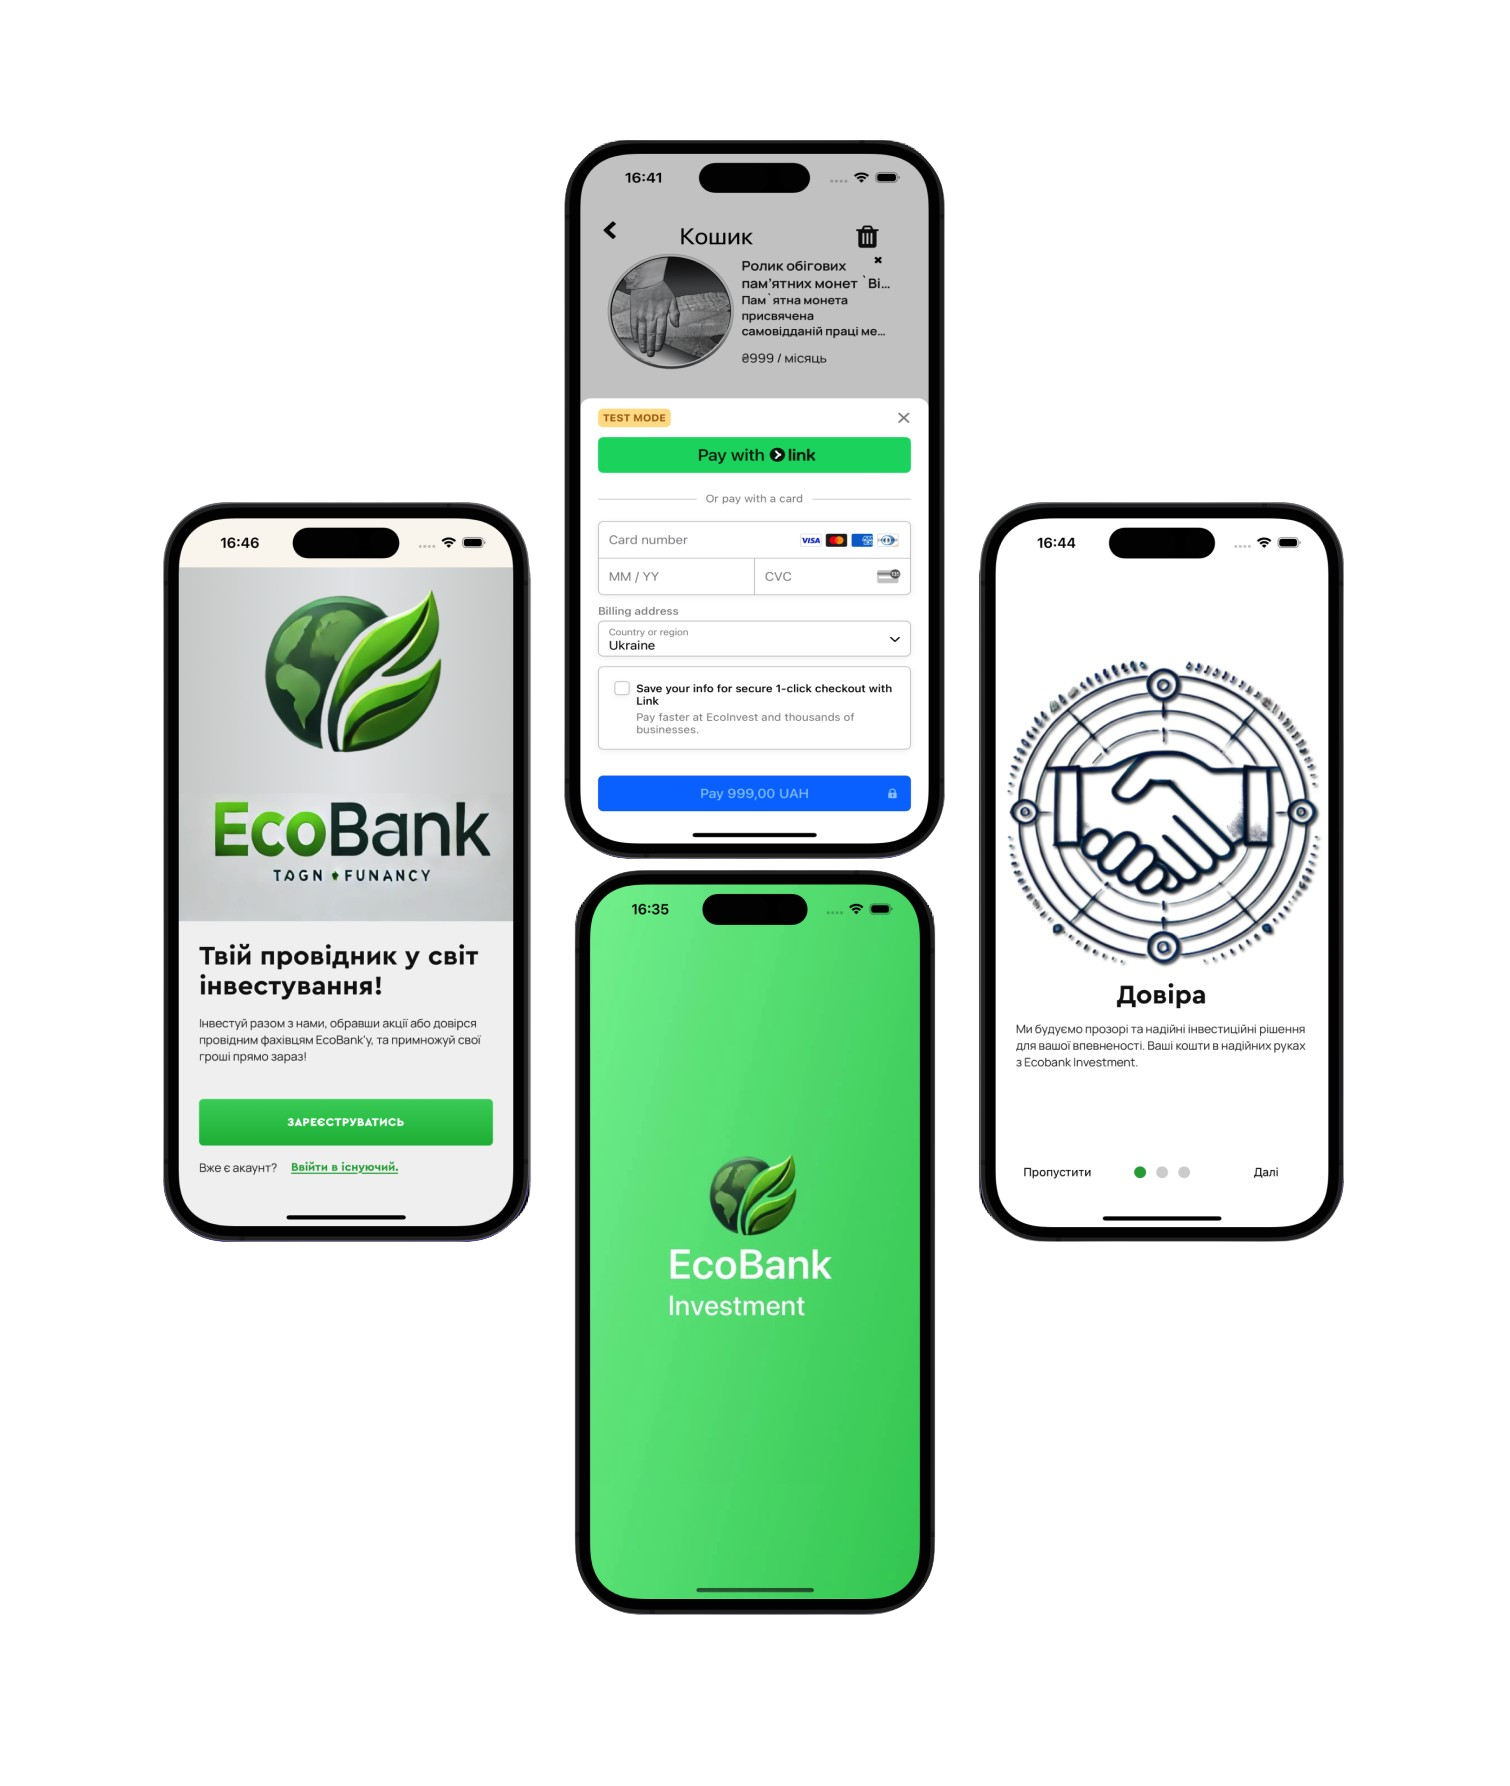 16:41
Кошик
Ролик обігових
пам'ятних монет `Ві...
Пам`ятна монета
присвячена
самовідданій праці ме...
₴999 / місяць
TEST MODE
Pay with link
Or pay with a card
Card number
VISA
MM / YY
CVC
Billing address
Country or region
Ukraine
Save your info for secure 1-click checkout with
Link
Pay faster at EcoInvest and thousands of
businesses.
Pay 999,00 UAH
16:46
EcoBank
TAGN FUNANCY
Твій провідник у світ
інвестування!
Інвестуй разом з нами, обравши акції або довірся
провідним фахівцям EcoBank'у, та примножуй свої
гроші прямо зараз!
ЗАРЕЄСТРУВАТИСЬ
Вже є акаунт? Ввійти в існуючий.
16:44
Довіра
Ми будуємо прозорі та надійні інвестиційні рішення
для вашої впевненості. Ваші кошти в надійних руках
з Ecobank Investment.
Пропустити
Далі
16:35
EcoBank
Investment